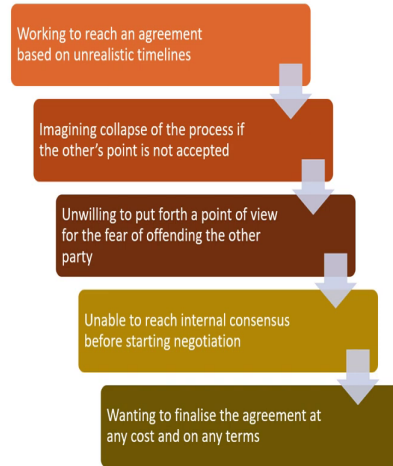 Working to reach an agreement
based on unrealistic timelines
Imagining collapse of the process if
the other's point is not accepted
Unwilling to put forth a point of view
for the fear of offending the other
party
Unable to reach internal consensus
before starting negotiation
Wanting to finalise the agreement at
any cost and on any terms